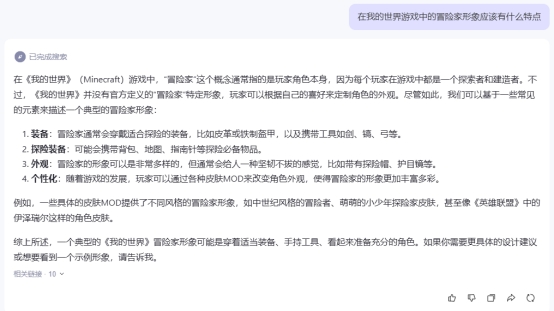 在我的世界游戏中的冒险家形象应该有什么特点
已完成搜索
在《我的世界》（Minecraft）游戏中，“冒险家”这个概念通常指的是玩家角色本身，因为每个玩家在游戏中都是一个探索者和建造者。不
过，《我的世界》并没有官方定义的“冒险家”特定形象，玩家可以根据自己的喜好来定制角色的外观。尽管如此，我们可以基于一些常见
的元素来描述一个典型的冒险家形象：
1. 装备：冒险家通常会穿戴适合探险的装备，比如皮革或铁制盔甲，以及携带工具如剑、镐、弓等。
2. 探险装备：可能会携带背包、地图、指南针等探险必备物品。
3. 外观：冒险家的形象可以是非常多样的，但通常会给人一种坚韧不拔的感觉，比如带有探险帽、护目镜等。
4. 个性化：随着游戏的发展，玩家可以通过各种皮肤MOD来改变角色外观，使得冒险家的形象更加丰富多彩。
例如，一些具体的皮肤MOD提供了不同风格的冒险家形象，如中世纪风格的冒险者、萌萌的小少年探险家皮肤，甚至像《英雄联盟》中的
伊泽瑞尔这样的角色皮肤。
综上所述，一个典型的《我的世界》冒险家形象可能是穿着适当装备、手持工具、看起来准备充分的角色。如果你需要更具体的设计建议
或想要看到一个示例形象，请告诉我。
相关链接 · 10